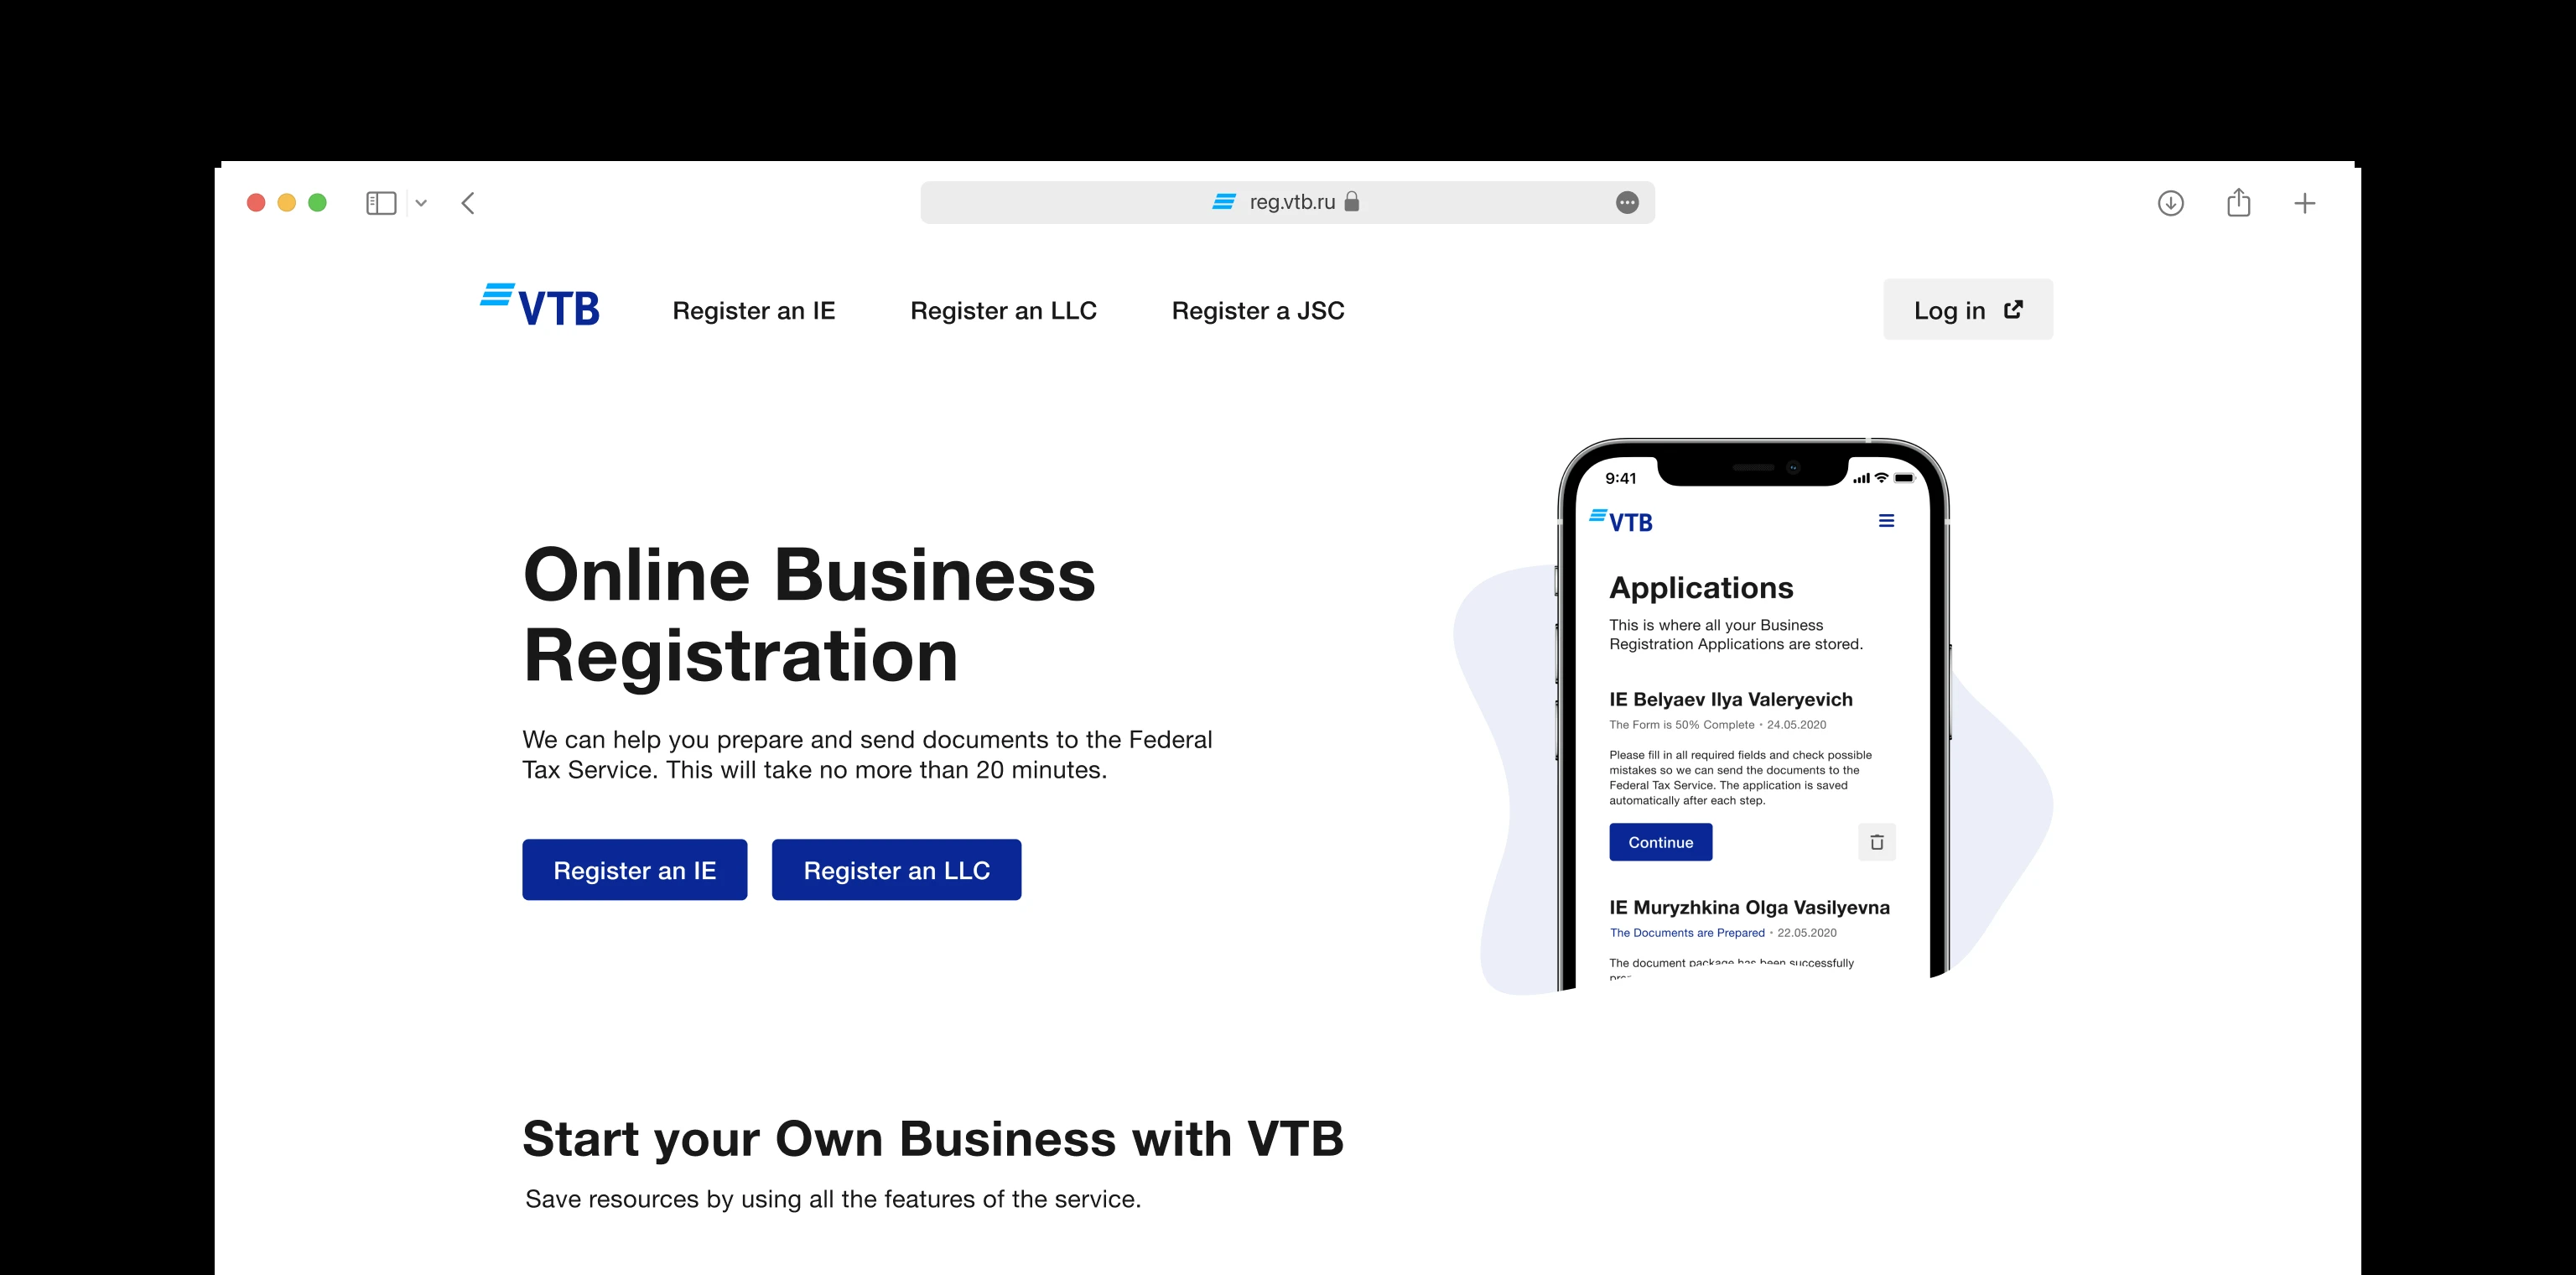 reg.vtb.ru
VTB
Register an IE
Register an LLC
Register a JSC
Log in
Online Business
Registration
We can help you prepare and send documents to the Federal
Tax Service. This will take no more than 20 minutes.
Register an IE
Register an LLC
9:41
VTB
Applications
This is where all your Business
Registration Applications are stored.
IE Belyaev Ilya Valeryevich
The Form is 50% Complete • 24.05.2020
Please fill in all required fields and check possible
mistakes so we can send the documents to the
Federal Tax Service. The application is saved
automatically after each step.
Continue
IE Muryzhkina Olga Vasilyevna
The Documents are Prepared • 22.05.2020
The document package has been successfully
Start your Own Business with VTB
Save resources by using all the features of the service.